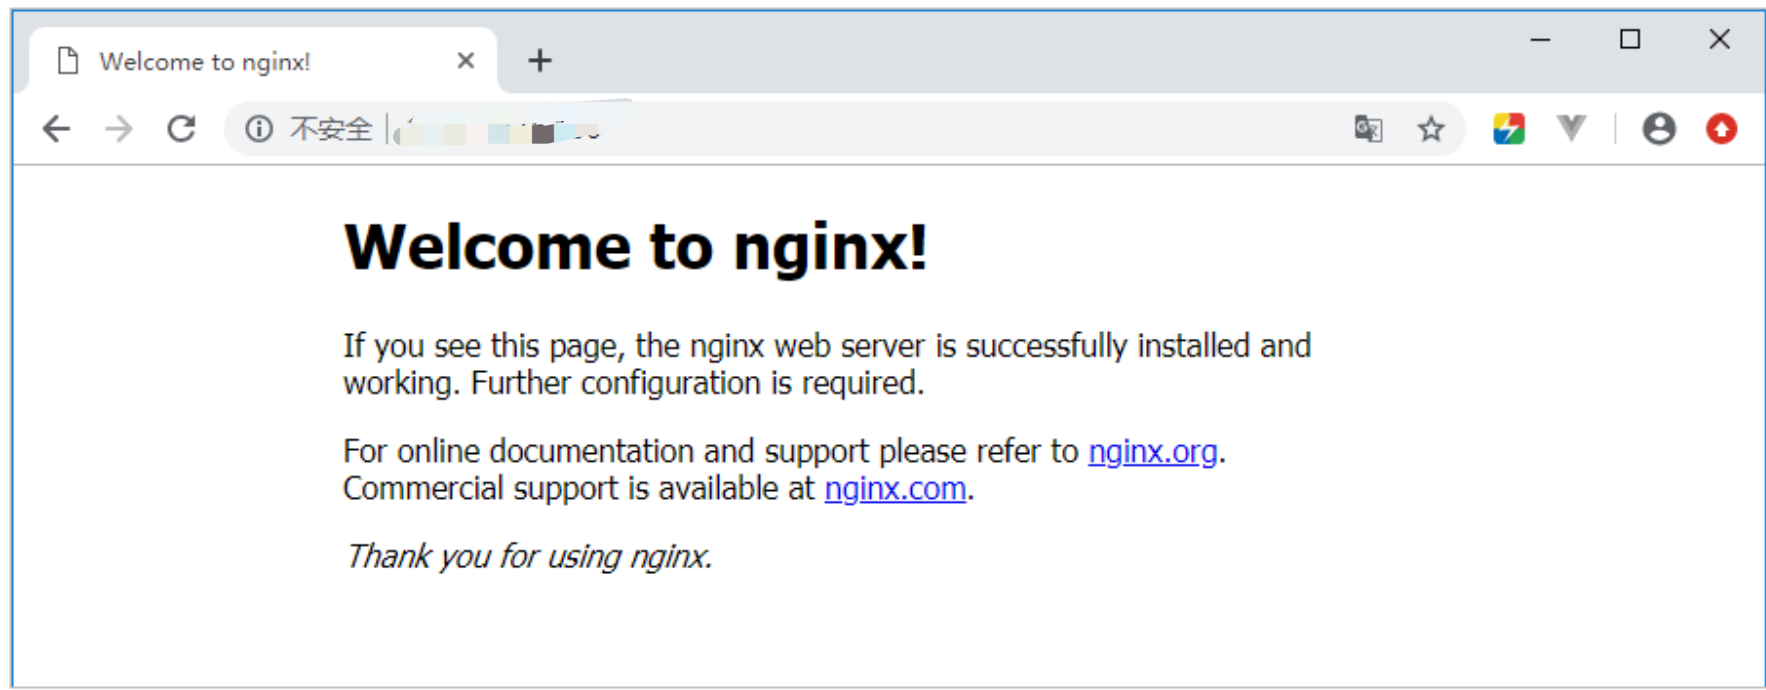 Welcome to nginx!
不安全
Welcome to nginx!
If you see this page, the nginx web server is successfully installed and
working. Further configuration is required.
For online documentation and support please refer to nginx.org.
Commercial support is available at nginx.com.
Thank you for using nginx.